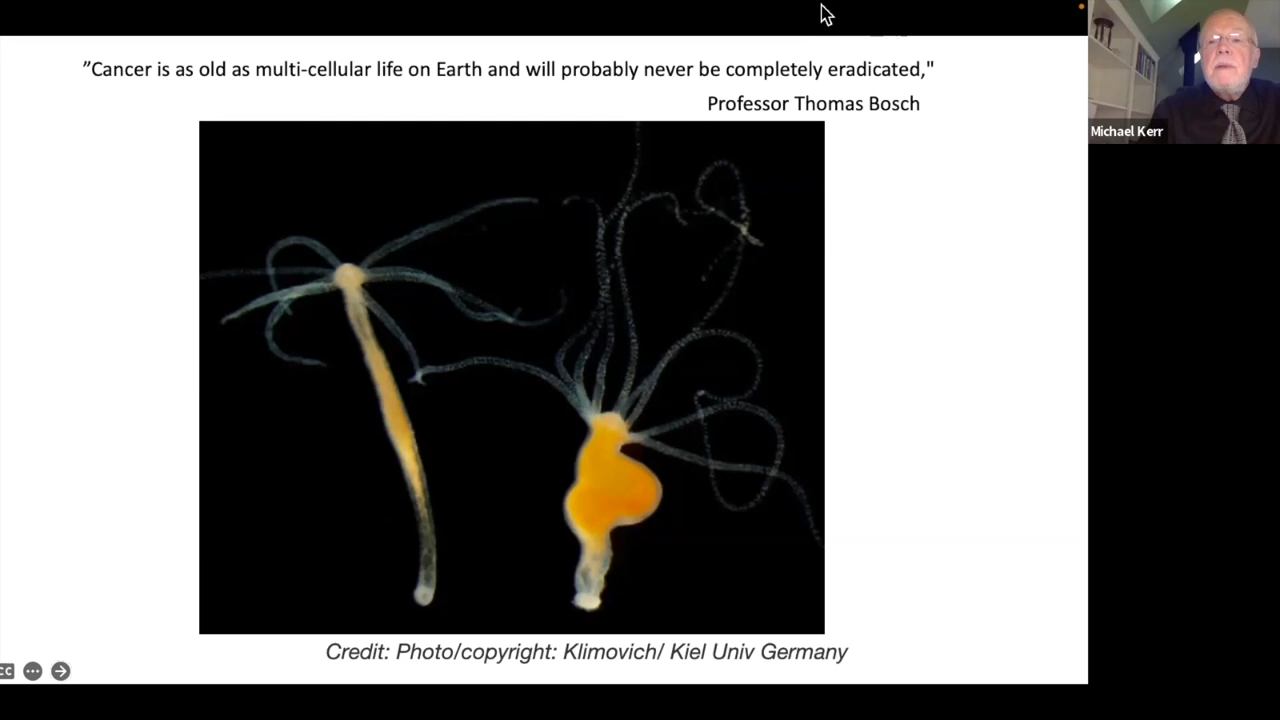 ”Cancer is as old as multi-cellular life on Earth and will probably never be completely eradicated,"
Professor Thomas Bosch
Michael Kerr
Credit: Photo/copyright: Klimovich/ Kiel Univ Germany
CC